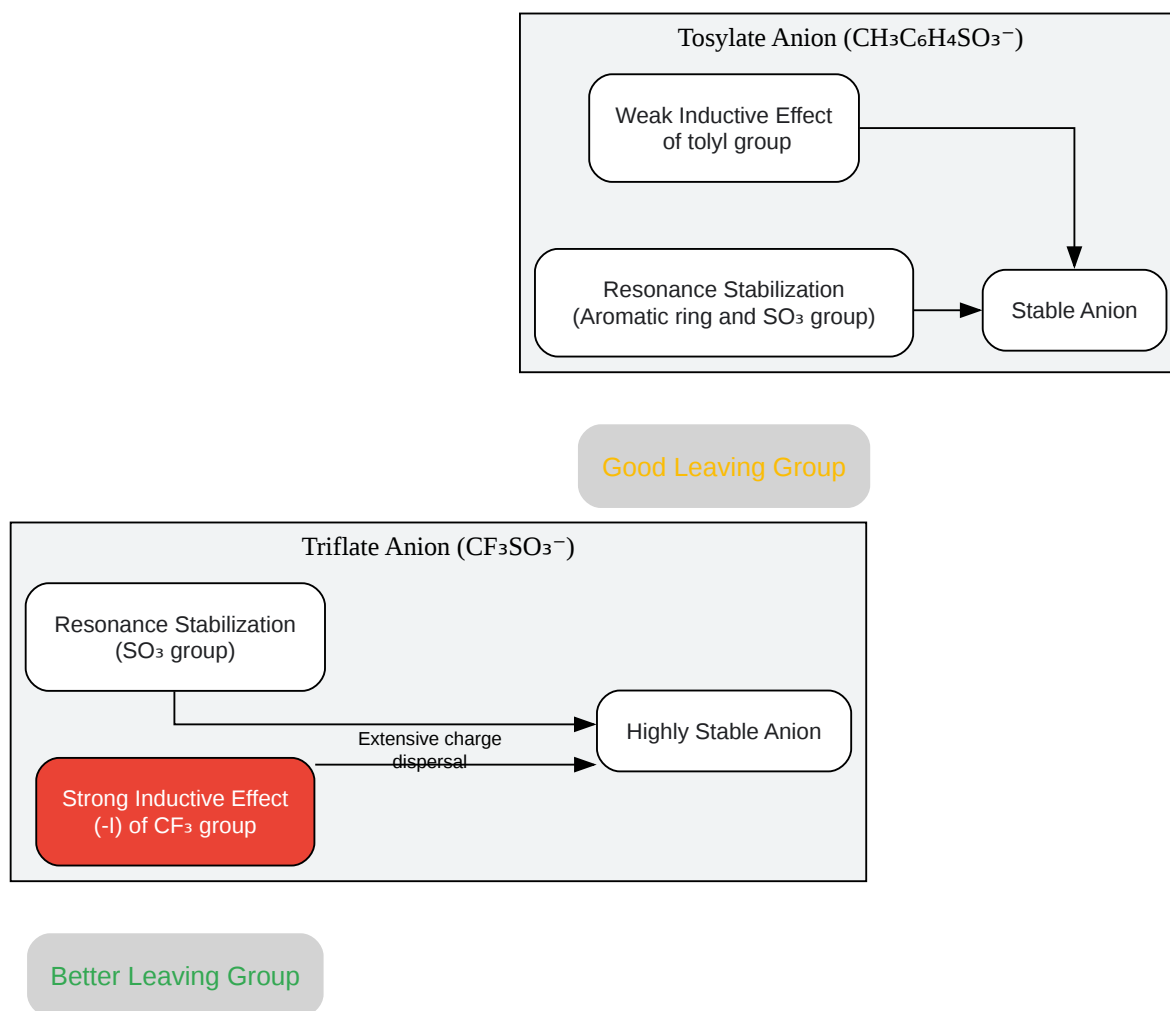 Tosylate Anion (CH₃C₆H₄SO₃⁻)
Weak Inductive Effect
of tolyl group
Resonance Stabilization
(Aromatic ring and SO₃ group)
Stable Anion
Good Leaving Group
Triflate Anion (CF₃SO₃⁻)
Resonance Stabilization
(SO₃ group)
Extensive charge
dispersal
Highly Stable Anion
Strong Inductive Effect
(-I) of CF₃ group
Better Leaving Group